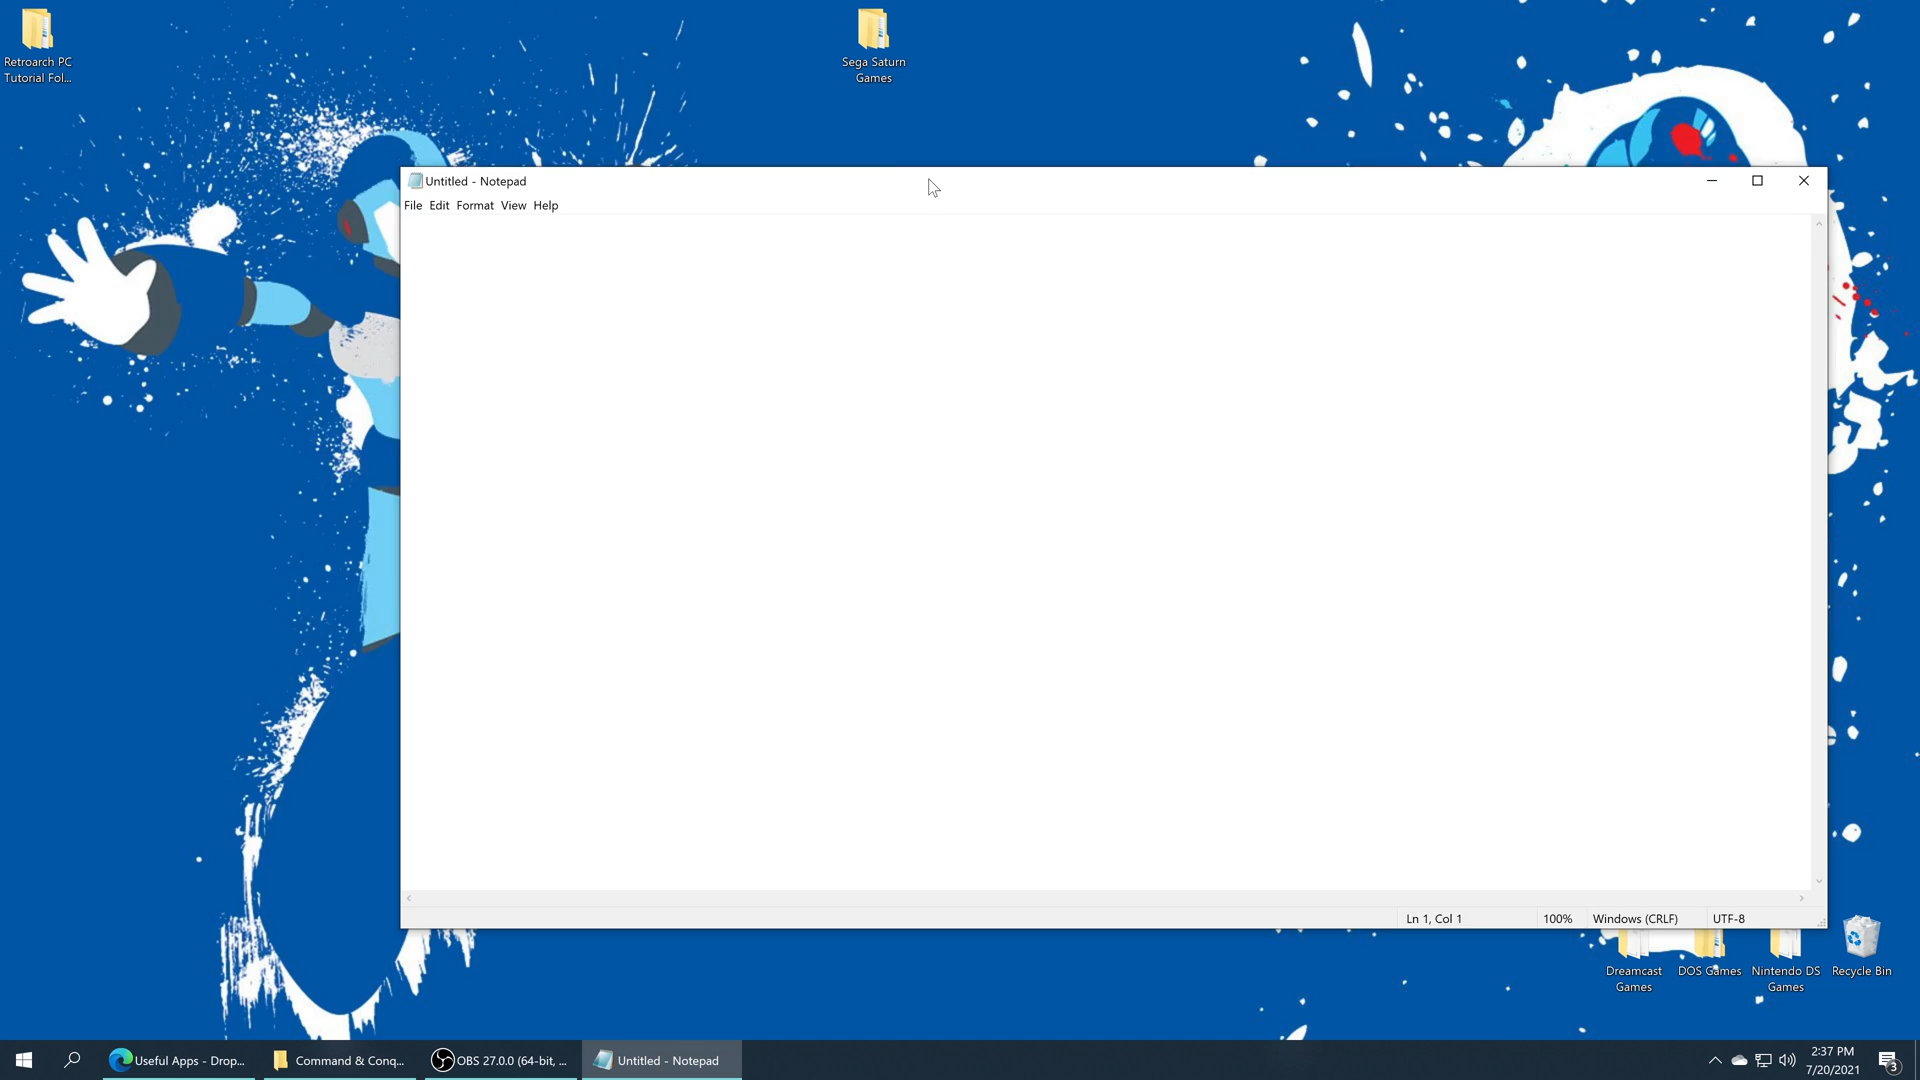 Retroarch PC
Tutorial Fol...
Sega Saturn
Games
Untitled - Notepad
File Edit Format View Help
Ln 1, Col 1
100%
Windows (CRLF)
UTF-8
Dreamcast
Games
DOS Games
Nintendo DS
Games
Recycle Bin
Useful Apps - Drop...
Command & Conq...
OBS 27.0.0 (64-bit, ...
Untitled - Notepad
2:37 PM
7/20/2021
3